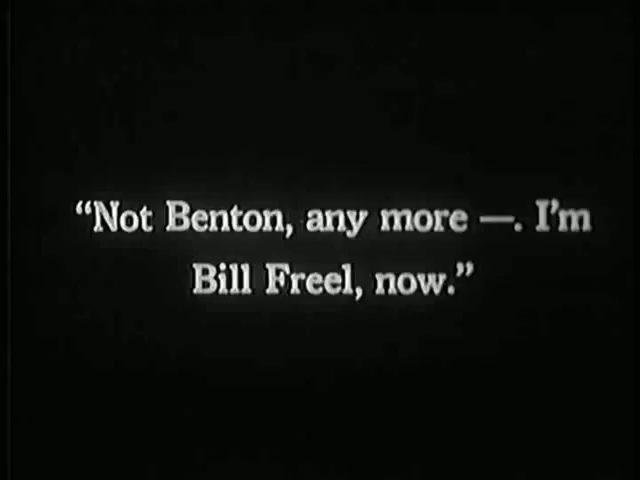 “Not Benton, any more —. I’m
Bill Freel, now.”